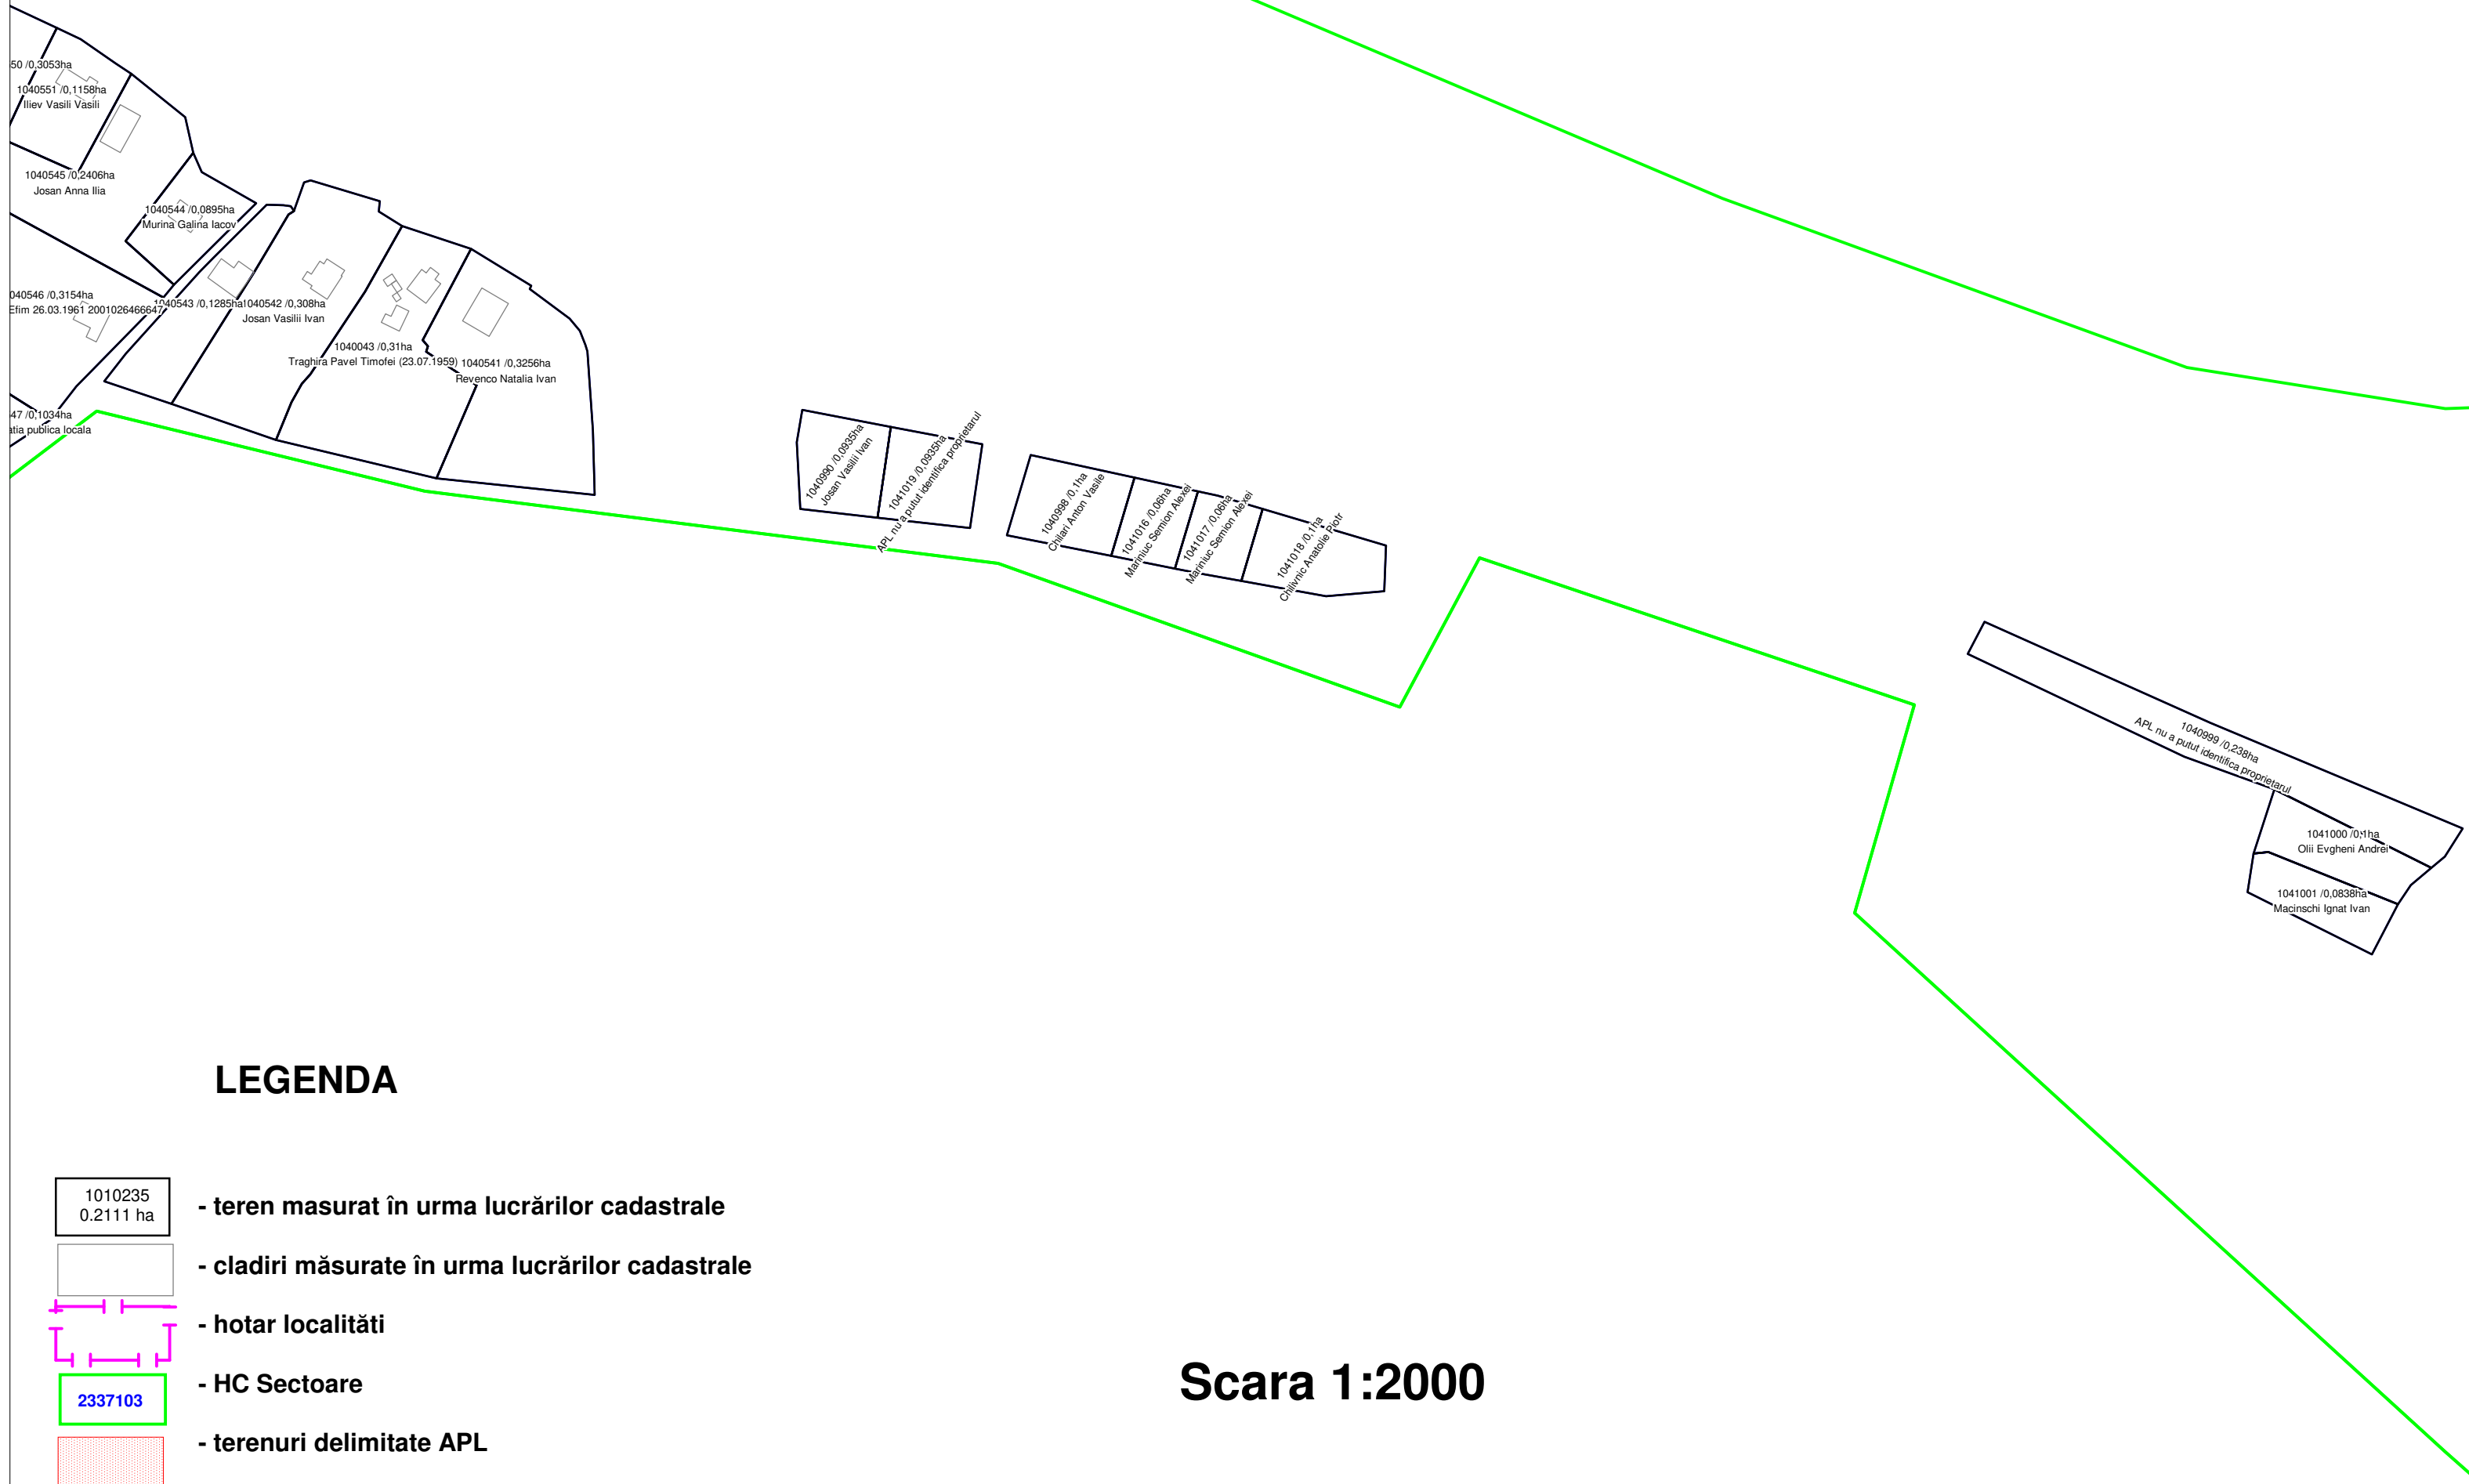 50 /0,3053ha
1040551 /0,1158ha
Iliev Vasili Vasili
1040545 /0,2406ha
Josan Anna Ilia
1040544 /0,0895ha
Murina Galina Iacov
040546 /0,3154ha
Efim 26.03.1961 2001026466647
1040543 /0,1285ha
1040542 /0,308ha
Josan Vasilii Ivan
1040043 /0,31ha
Traghira Pavel Timofei (23.07.1959)
1040541 /0,3256ha
Revenco Natalia Ivan
47 /0,1034ha
atia publica locala
1040990 /0,0935ha
Josan Vasilii Ivan
1041019 /0,0935ha
APL nu a putut identifica proprietarul
1040998 /0,1ha
Chilari Anton Vasile
1041016 /0,06ha
Mariniuc Semion Alexei
1041017 /0,06ha
Mariniuc Semion Alexei
1041018 /0,11ha
Chilivnic Anatolie Piotr
1040999 /0,238ha
APL nu a putut identifica proprietarul
1041000 /0,1ha
Olii Evgheni Andrei
1041001 /0,0838ha
Macinschi Ignat Ivan
LEGENDA
1010235
0.2111 ha
- teren masurat în urma lucrărilor cadastrale
- cladiri măsurate în urma lucrărilor cadastrale
- hotar localităti
2337103
- HC Sectoare
- terenuri delimitate APL
Scara 1:2000